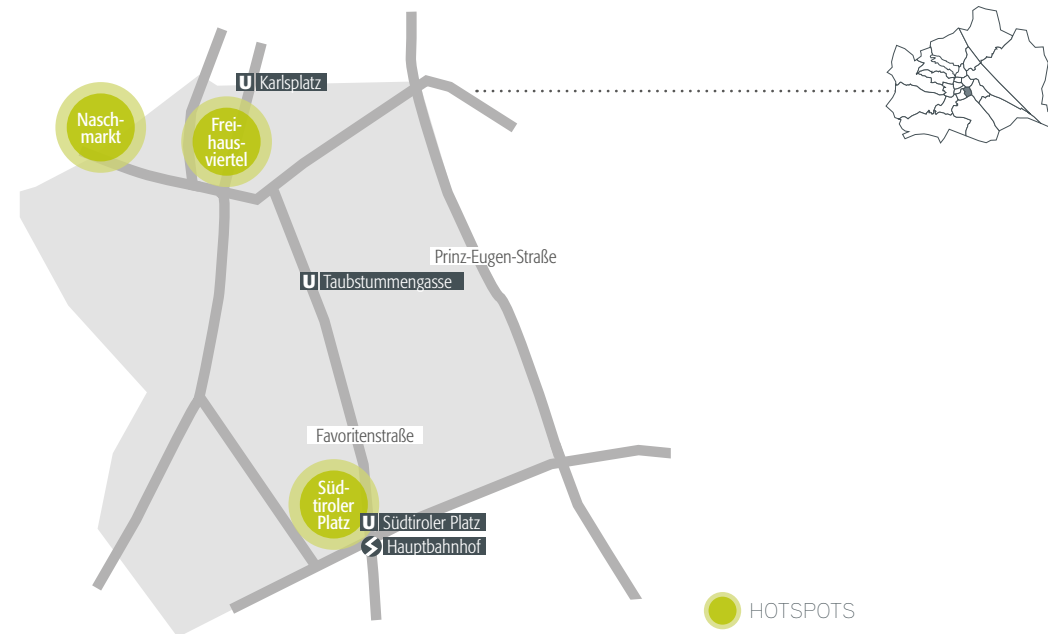 U Karlsplatz
Nasch-
markt
Frei-
haus-
viertel
Prinz-Eugen-Straße
U Taubstummengasse
Favoritenstraße
Süd-
tiroler
Platz
U Südtiroler Platz
Hauptbahnhof
HOTSPOTS